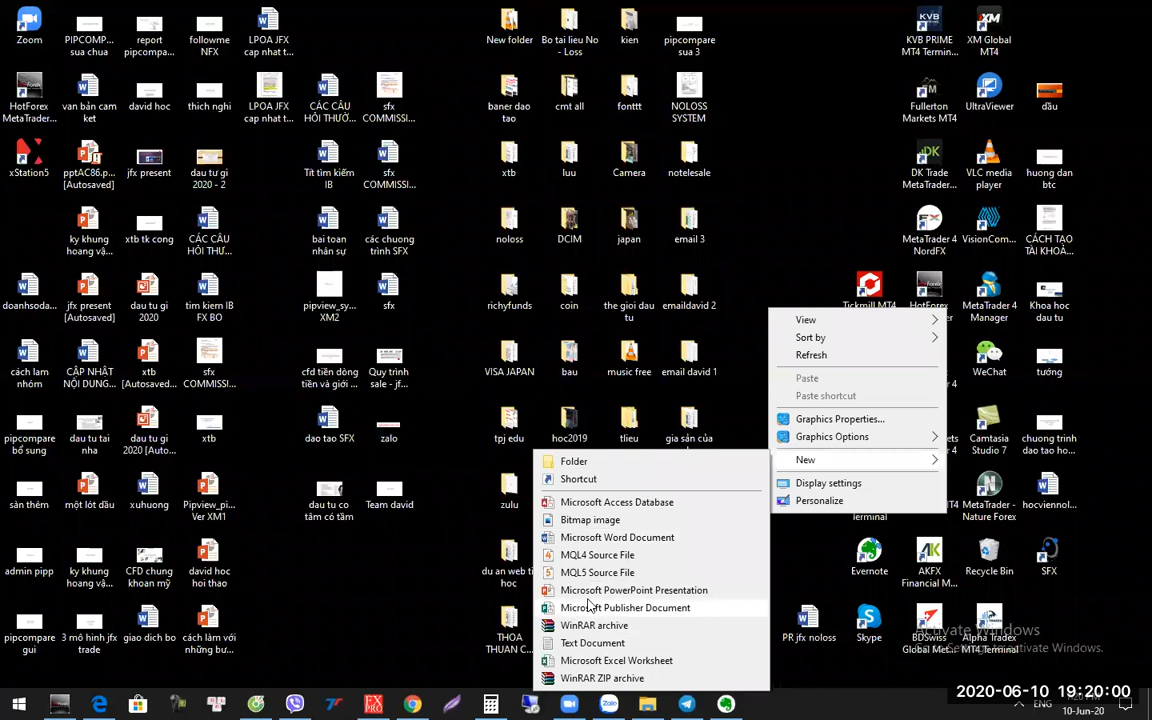 Zoom
PIPCOMP...
sua chua
report
pipcompa...
followme
NFX
LPOA JFX
cap nhat t...
New folder
Bo tai lieu No
- Loss
kien
pipcompare
sua 3
KVB PRIME
MT4 Termin...
XM Global
MT4
HotForex
MetaTrader...
van bản cam
ket
david hoc
thich nghi
LPOA JFX
cap nhat t...
CÁC CÂU
HỎI THƯỜ...
sfx
COMMISSI...
baner dao
tao
cmt all
fonttt
NOLOSS
SYSTEM
Fullerton
Markets MT4
UltraViewer
dầu
xStation5
pptAC86.p...
[Autosaved]
jfx present
dau tư gi
2020 - 2
Tít tìm kiếm
IB
sfx
COMMISSI...
xtb
luu
Camera
notelesale
DK Trade
MetaTrader...
VLC media
player
huong dan
btc
ky khung
hoang và...
xtb tk cong
CÁC CÂU
HỎI THƯ...
bai toan
nhân sự
các chuong
trình SFX
noloss
DCIM
japan
email 3
MetaTrader 4
NordFX
VisionCom...
CÁCH TẠO
TÀI KHOẢ...
doanhsoda...
jfx present
[Autosaved]
dau tu gi
2020
tim kiem IB
FX BO
pipview_sy...
XM2
sfx
richyfunds
coin
the gioi dau
tu
emaildavid 2
Tickmill MT4
HotForex
MetaTrader 4
Manager
Khoa hoc
dau tu
cách lam
nhóm
CẬP NHẬT
NỘI DUNG...
xtb
[Autosaved...
sfx
COMMISSI...
cfd tiền dòng
tiền và giới ...
Quy trình
sale - jf...
VISA JAPAN
bau
music free
email david 1
WeChat
tướng
pipcompare
bổ sung
dau tu tai
nha
dau tu gi
2020 [Auto...
xtb
dao tao SFX
zalo
tpj edu
hoc2019
tlieu
gia sản của
Camtasia
Studio 7
chuong trinh
dao tao ho...
sàn thêm
một lót đầu
xuhuong
Pipview_pi...
Ver XM1
dau tu co
tâm có tầm
Team david
zulu
Terminal
MetaTrader -
Nature Forex
hocviennol...
admin pipp
ky khung
hoang và...
CFD chung
khoan mỹ
david hoc
hoi thao
du an web ti
hoc
Evernote
AKFX
Financial M...
Recycle Bin
SFX
pipcompare
gui
3 mô hình jfx
trade
giao dich bo
cách làm với
những bu...
THOA
THUAN C...
PR jfx noloss
Skype
BDSwiss
Global Met...
Alpha Tradex
MT4 Terminal
View
Sort by
Refresh
Paste
Paste shortcut
Graphics Properties...
Graphics Options
New
Display settings
Personalize
Folder
Shortcut
Microsoft Access Database
Bitmap image
Microsoft Word Document
MQL4 Source File
MQL5 Source File
Microsoft PowerPoint Presentation
Microsoft Publisher Document
WinRAR archive
Text Document
Microsoft Excel Worksheet
WinRAR ZIP archive
Activate Windows
2020-06-10 19:20:00
ENG
10-Jun-20